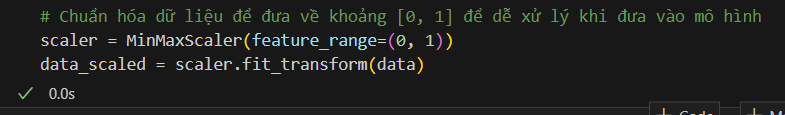 # Chuẩn hóa dữ liệu để đưa về khoảng [0, 1] để dễ xử lý khi đưa vào mô hình
scaler = MinMaxScaler(feature_range=(0, 1))
data_scaled = scaler.fit_transform(data)
0.0s